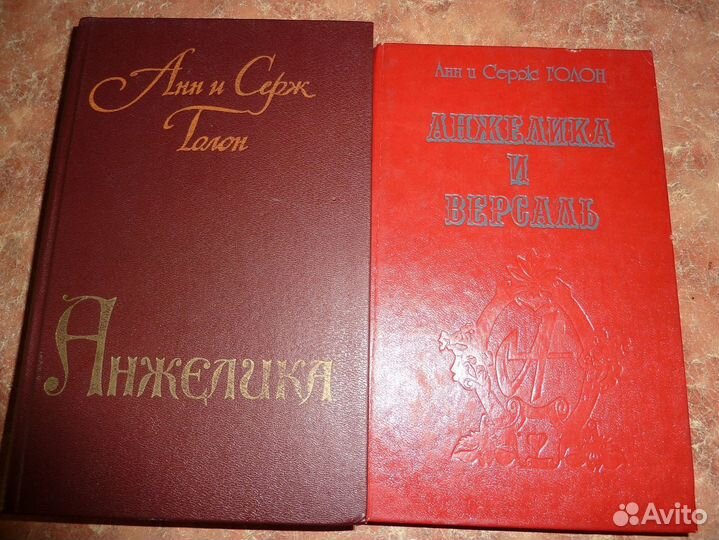 Анн и Серж
Голон
Анжелика
Анн и Серж ГОЛОН
АНЖЕЛИКА
И
ВЕРСАЛЬ
Avito